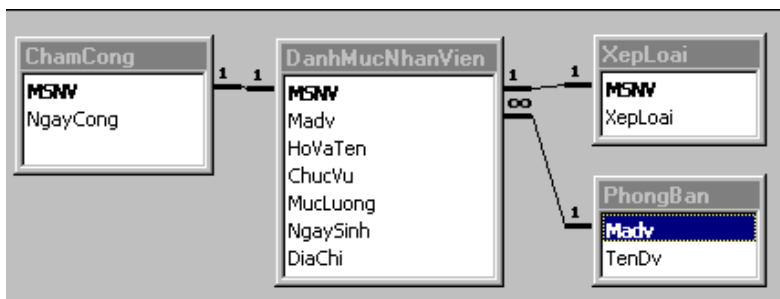 ChamCong
MSNV
NgayCong
1
1
DanhMucNhanVien
MSNV
Madv
HoVaTen
ChucVu
MucLuong
NgaySinh
DiaChi
1
1
∞
1
XepLoai
MSNV
XepLoai
PhongBan
Madv
TenDv